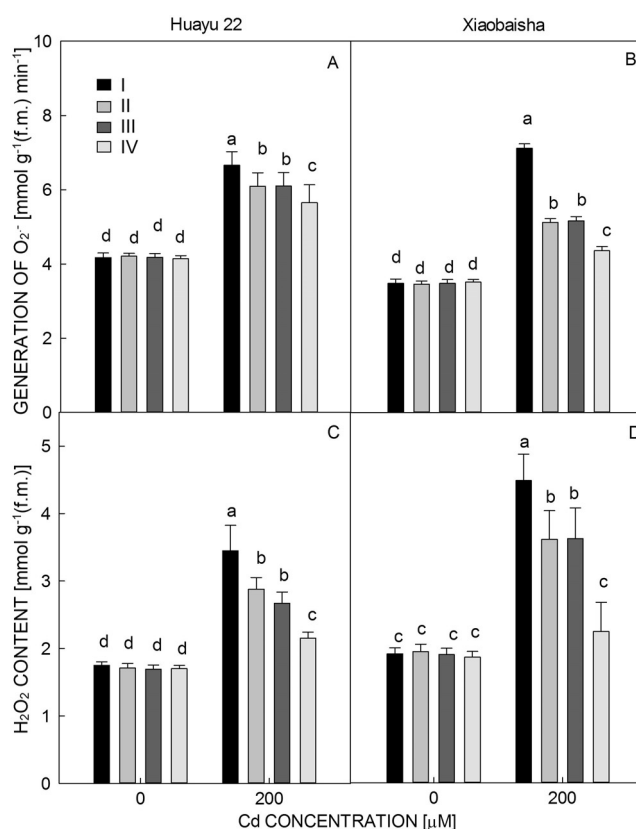 Huayu 22
Xiaobaisha
GENERATION OF O₂·⁻ [mmol g⁻¹(f.m.) min⁻¹]
10
8
6
4
2
0
A
I
II
III
IV
d d d d
a b b c
B
d d d d
a b b c
H₂O₂ CONTENT [mmol g⁻¹(f.m.)]
5
4
3
2
1
0
C
d d d d
a b b c
D
c c c c
a b b c
0 200 0 200
Cd CONCENTRATION [µM]